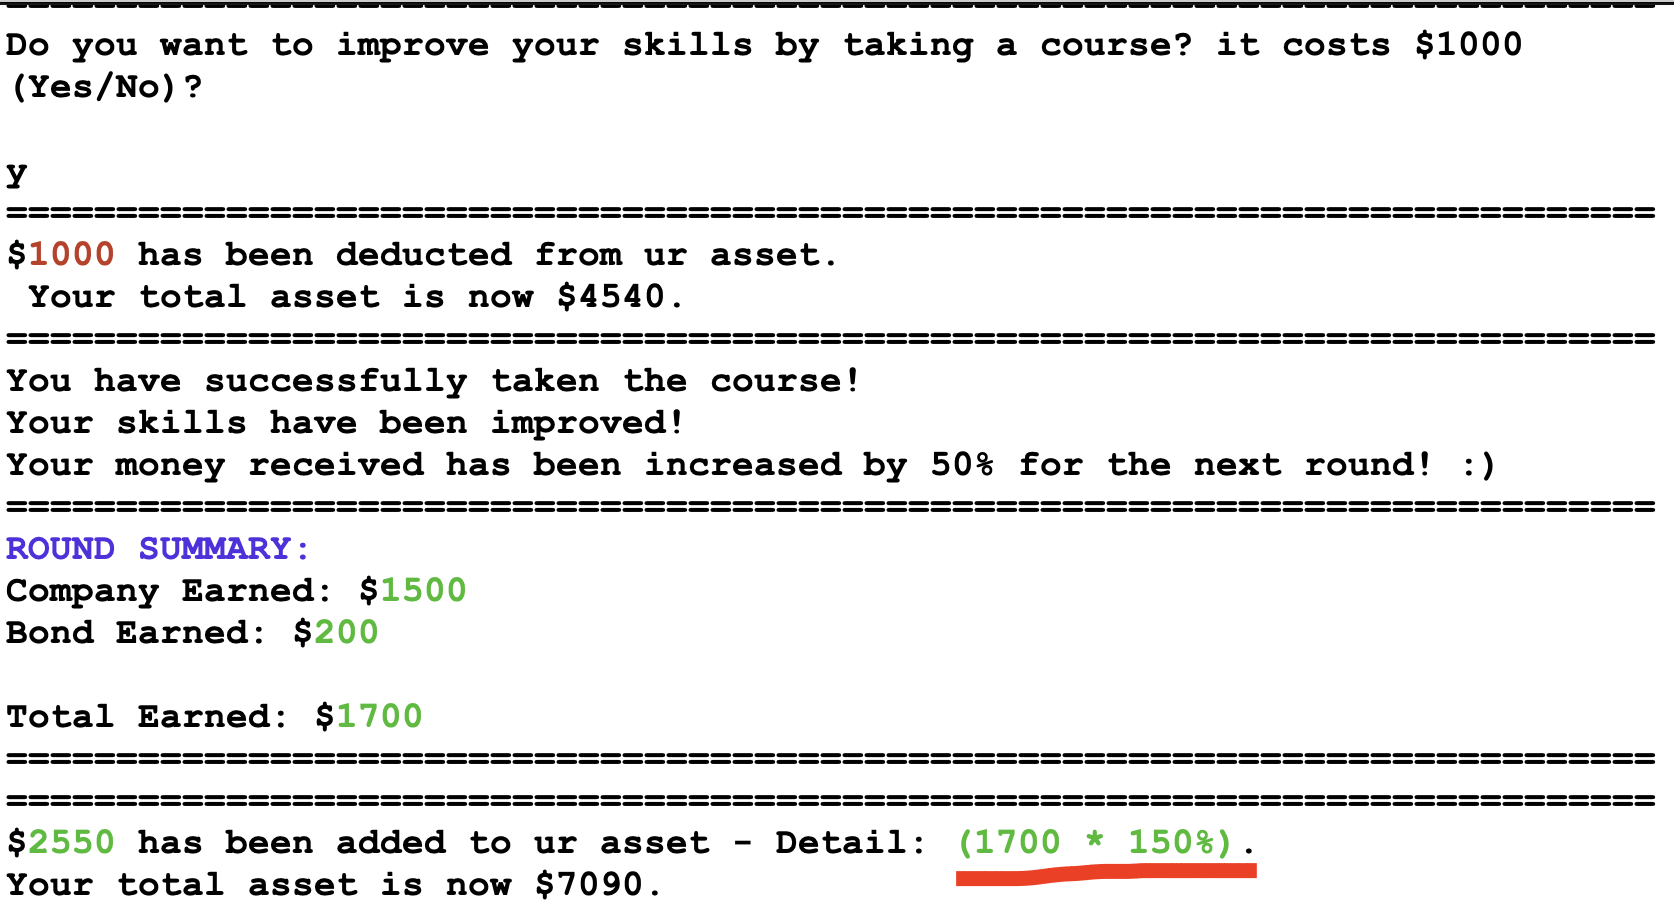 Do you want to improve your skills by taking a course? it costs $1000
(Yes/No)?
y
===========================================================================
$1000 has been deducted from ur asset.
Your total asset is now $4540.
===========================================================================
You have successfully taken the course!
Your skills have been improved!
Your money received has been increased by 50% for the next round! :)
===========================================================================
ROUND SUMMARY:
Company Earned: $1500
Bond Earned: $200
Total Earned: $1700
===========================================================================
===========================================================================
$2550 has been added to ur asset - Detail: (1700 * 150%).
Your total asset is now $7090.